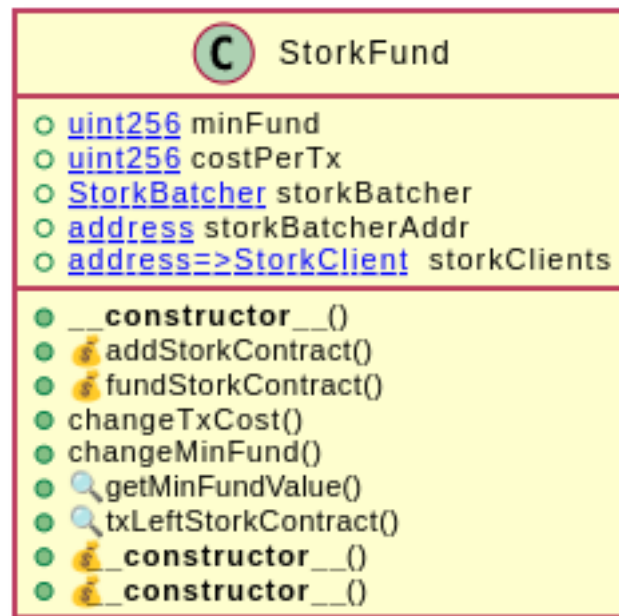 C StorkFund
uint256 minFund
uint256 costPerTx
StorkBatcher storkBatcher
address storkBatcherAddr
address=>StorkClient storkClients
__constructor__()
💰addStorkContract()
💰fundStorkContract()
changeTxCost()
changeMinFund()
🔍getMinFundValue()
🔍txLeftStorkContract()
💰__constructor__()
💰__constructor__()